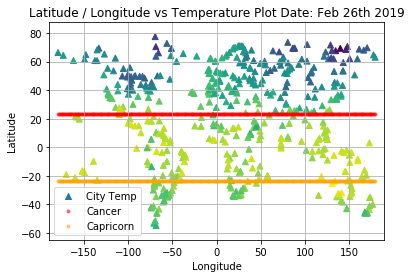 Latitude / Longitude vs Temperature Plot Date: Feb 26th 2019
80
60
40
20
0
−20
−40
−60
Latitude
City Temp
Cancer
Capricorn
−150
−100
−50
0
50
100
150
Longitude